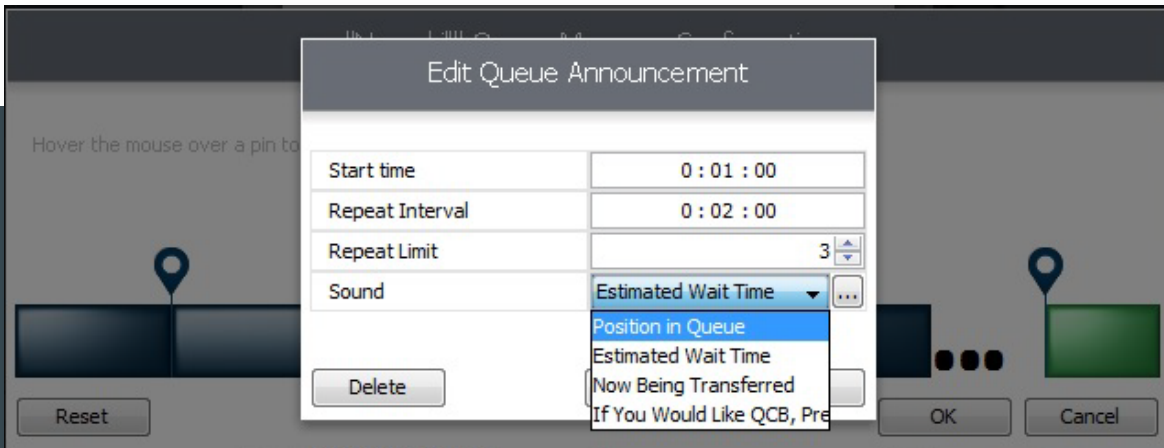 Edit Queue Announcement
Hover the mouse over a pin to
Start time 0 : 01 : 00
Repeat Interval 0 : 02 : 00
Repeat Limit 3
Sound Estimated Wait Time ...
Position in Queue
Estimated Wait Time
Now Being Transferred
If You Would Like QCB, Pre
Delete
Reset OK Cancel